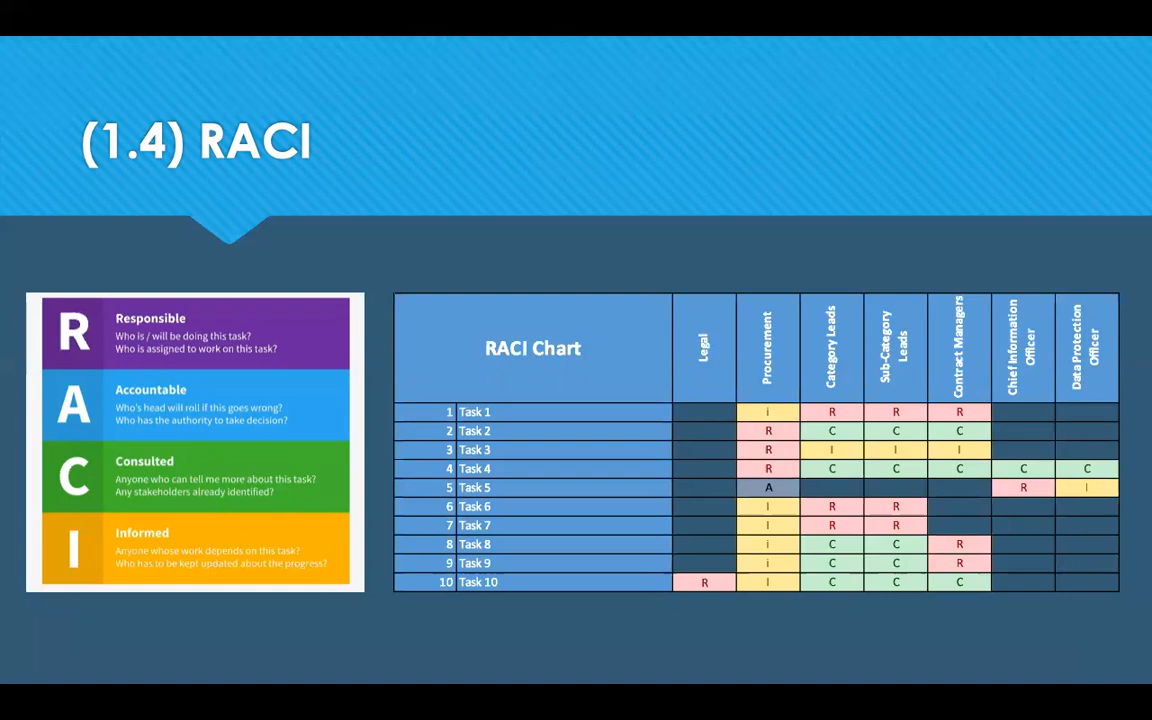 (1.4) RACI
R
Responsible
Who is / will be doing this task?
Who is assigned to work on this task?
A
Accountable
Who's head will roll if this goes wrong?
Who has the authority to take decision?
C
Consulted
Anyone who can tell me more about this task?
Any stakeholders already identified?
I
Informed
Anyone whose work depends on this task?
Who has to be kept updated about the progress?
RACI Chart Legal Procurement Category Leads Sub-Category Leads Contract Managers Chief Information Officer Data Protection Officer
1 Task 1 i R R R
2 Task 2 R C C C
3 Task 3 R I I I
4 Task 4 R C C C C C
5 Task 5 A R I
6 Task 6 I R R
7 Task 7 I R R
8 Task 8 i C C R
9 Task 9 i C C R
10 Task 10 R I C C C